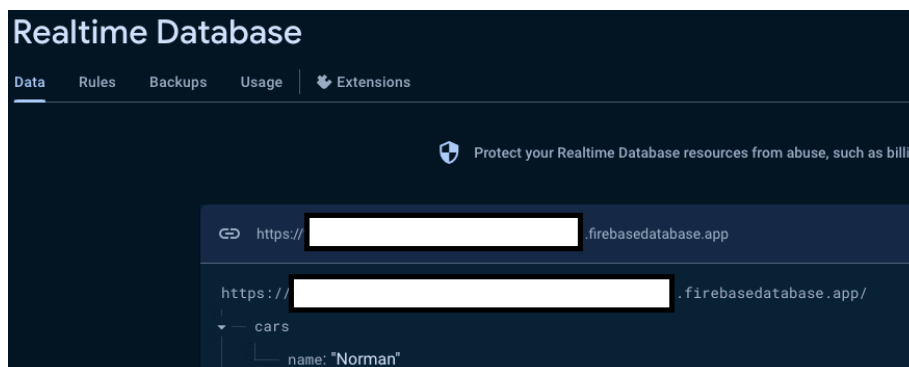 Realtime Database
Data Rules Backups Usage Extensions
Protect your Realtime Database resources from abuse, such as billi
https:// .firebasedatabase.app
https:// .firebasedatabase.app/
cars
name: "Norman"